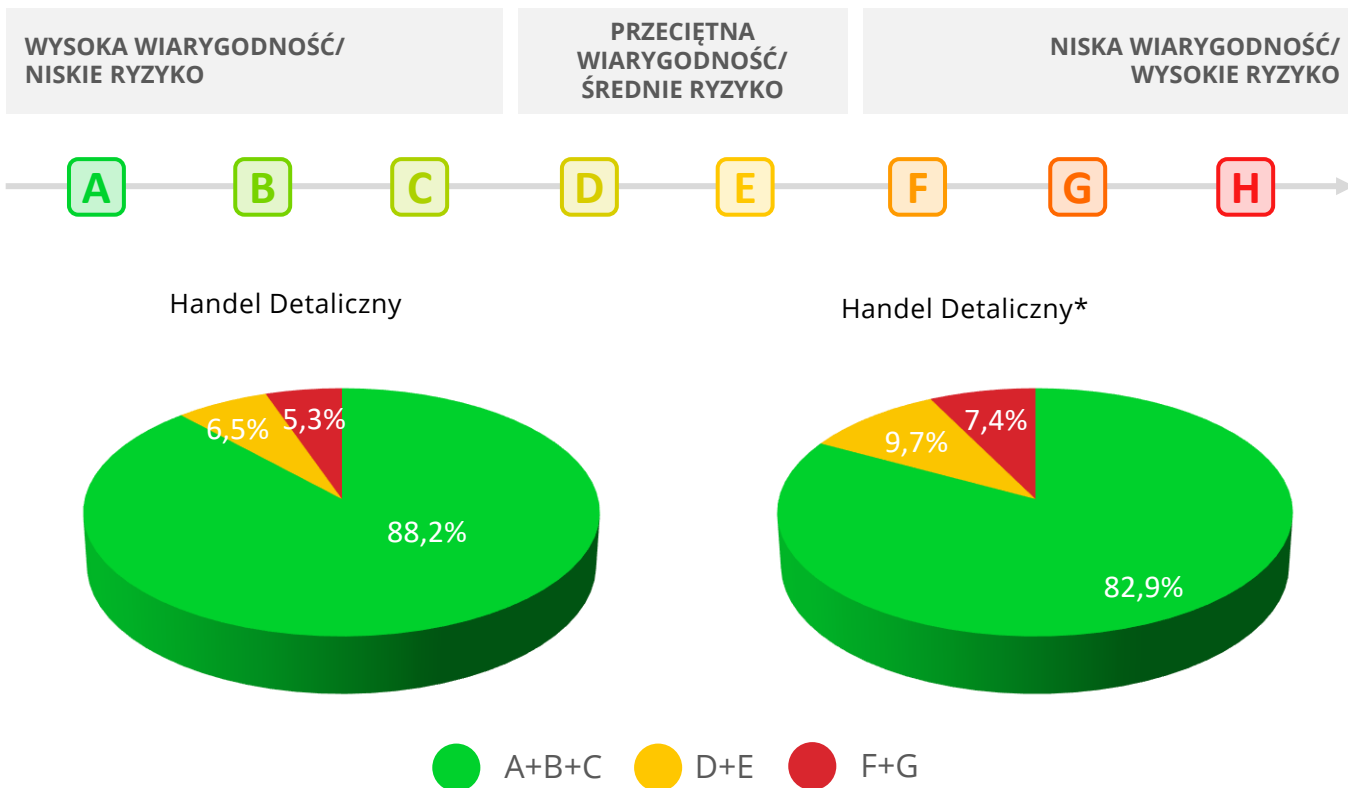 WYSOKA WIARYGODNOŚĆ/
NISKIE RYZYKO
PRZECIĘTNA
WIARYGODNOŚĆ/
ŚREDNIE RYZYKO
NISKA WIARYGODNOŚĆ/
WYSOKIE RYZYKO
A B C D E F G H
Handel Detaliczny
6,5% 5,3%
88,2%
Handel Detaliczny*
9,7% 7,4%
82,9%
A+B+C D+E F+G